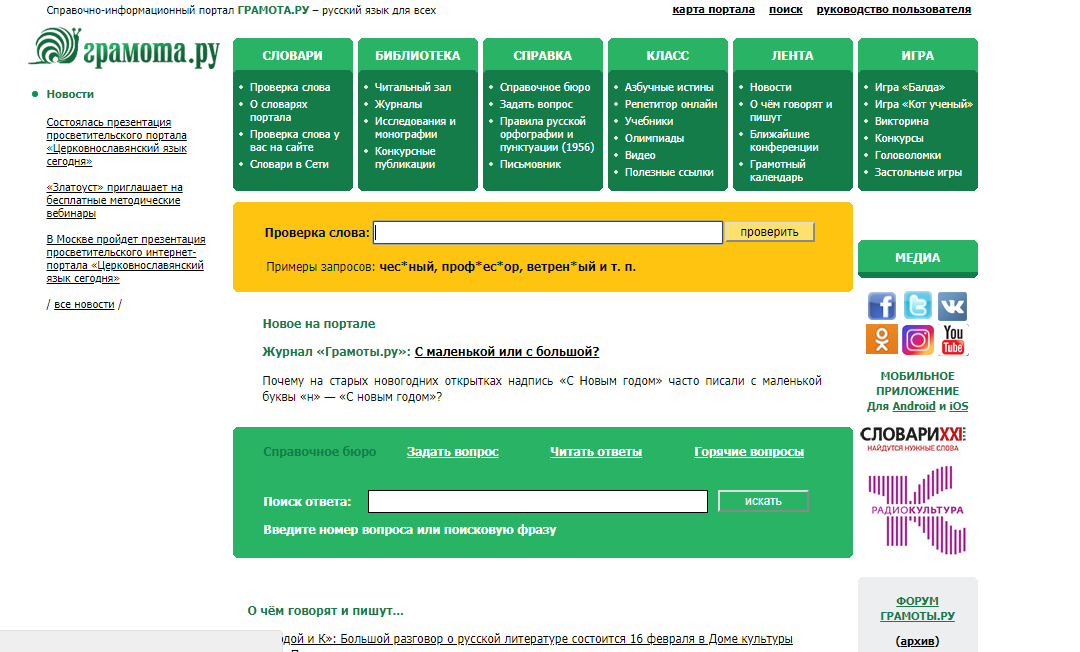 Справочно-информационный портал ГРАМОТА.РУ – русский язык для всех
карта портала поиск руководство пользователя
грамота.ру
Новости
Состоялась презентация
просветительского портала
«Церковнославянский язык
сегодня»
«Златоуст» приглашает на
бесплатные методические
вебинары
В Москве пройдет презентация
просветительского интернет-
портала «Церковнославянский
язык сегодня»
/ все новости /
СЛОВАРИ
Проверка слова
О словарях
портала
Проверка слова у
вас на сайте
Словари в Сети
БИБЛИОТЕКА
Читальный зал
Журналы
Исследования и
монографии
Конкурсные
публикации
СПРАВКА
Справочное бюро
Задать вопрос
Правила русской
орфографии и
пунктуации (1956)
Письмовник
КЛАСС
Азбучные истины
Репетитор онлайн
Учебники
Олимпиады
Видео
Полезные ссылки
ЛЕНТА
Новости
О чём говорят и
пишут
Ближайшие
конференции
Грамотный
календарь
ИГРА
Игра «Балда»
Игра «Кот ученый»
Викторина
Конкурсы
Головоломки
Застольные игры
Проверка слова: проверить
Примеры запросов: чес*ный, проф*ес*ор, ветрен*ый и т. п.
Новое на портале
Журнал «Грамоты.ру»: С маленькой или с большой?
Почему на старых новогодних открытках надпись «С Новым годом» часто писали с маленькой
буквы «н» — «С новым годом»?
Справочное бюро Задать вопрос Читать ответы Горячие вопросы
Поиск ответа: искать
Введите номер вопроса или поисковую фразу
О чём говорят и пишут...
одой и К»: Большой разговор о русской литературе состоится 16 февраля в Доме культуры
МЕДИА
You
Tube
МОБИЛЬНОЕ
ПРИЛОЖЕНИЕ
Для Android и iOS
СЛОВАРИXXI
НАЙДУТСЯ НУЖНЫЕ СЛОВА
РАДИОКУЛЬТУРА
ФОРУМ
ГРАМОТЫ.РУ
(архив)